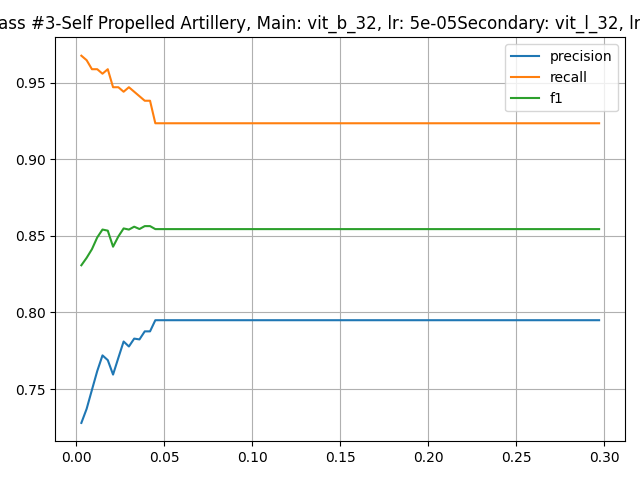 ass #3-Self Propelled Artillery, Main: vit_b_32, lr: 5e-05Secondary: vit_l_32, lr
precision
recall
f1
0.95
0.90
0.85
0.80
0.75
0.00 0.05 0.10 0.15 0.20 0.25 0.30